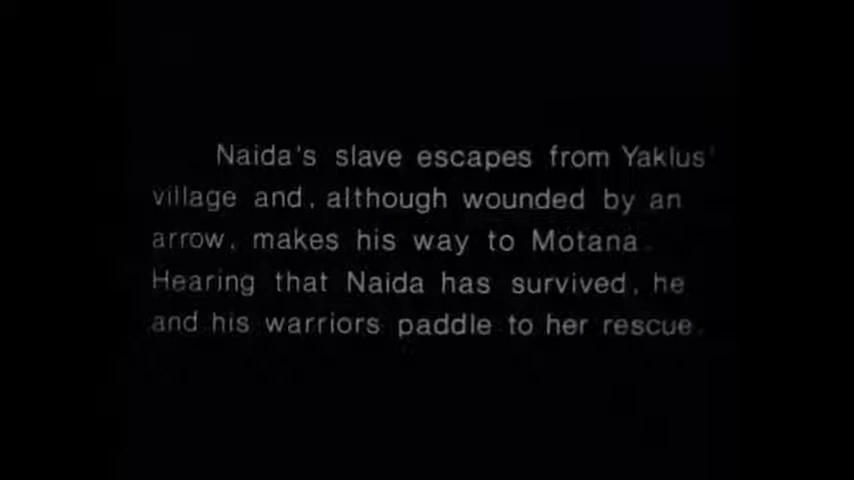 Naida's slave escapes from Yaklus'
village and, although wounded by an
arrow, makes his way to Motana.
Hearing that Naida has survived, he
and his warriors paddle to her rescue.